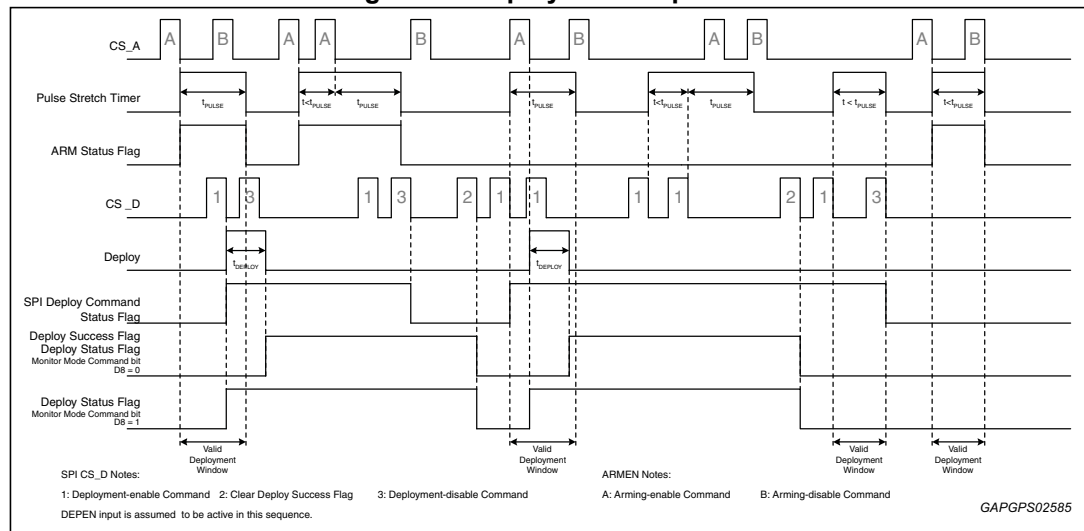 CS_A
A B A A B A B A B A B
Pulse Stretch Timer
tPULSE t<tPULSE tPULSE tPULSE t<tPULSE tPULSE t < tPULSE t<tPULSE
ARM Status Flag
CS _D
1 3 1 3 2 1 1 1 1 2 1 3
Deploy
tDEPLOY tDEPLOY
SPI Deploy Command
Status Flag
Deploy Success Flag
Deploy Status Flag
Monitor Mode Command bit
D8 = 0
Deploy Status Flag
Monitor Mode Command bit
D8 = 1
Valid
Deployment
Window
Valid
Deployment
Window
Valid
Deployment
Window
Valid
Deployment
Window
SPI CS_D Notes:
ARMEN Notes:
1: Deployment-enable Command 2: Clear Deploy Success Flag 3: Deployment-disable Command
A: Arming-enable Command B: Arming-disable Command
DEPEN input is assumed to be active in this sequence.
GAPGPS02585